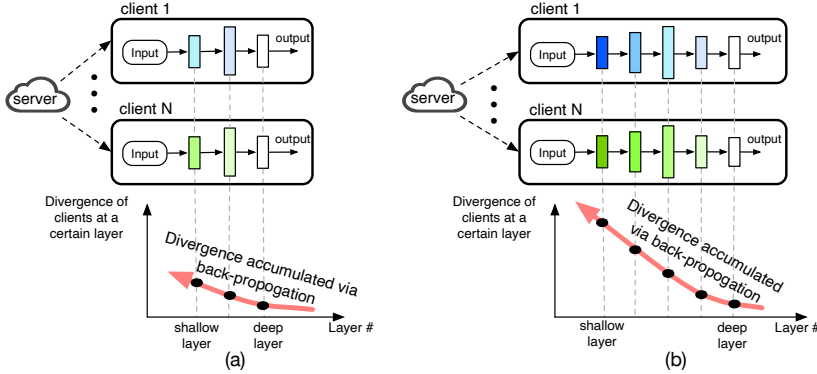 client 1
Input
output
server
client N
Input
output
Divergence of
clients at a
certain layer
Divergence accumulated via
back-propogation
shallow
layer
deep
layer
Layer #
(a)
client 1
Input
output
server
client N
Input
output
Divergence of
clients at a
certain layer
Divergence accumulated
via back-propogation
shallow
layer
deep
layer
Layer #
(b)